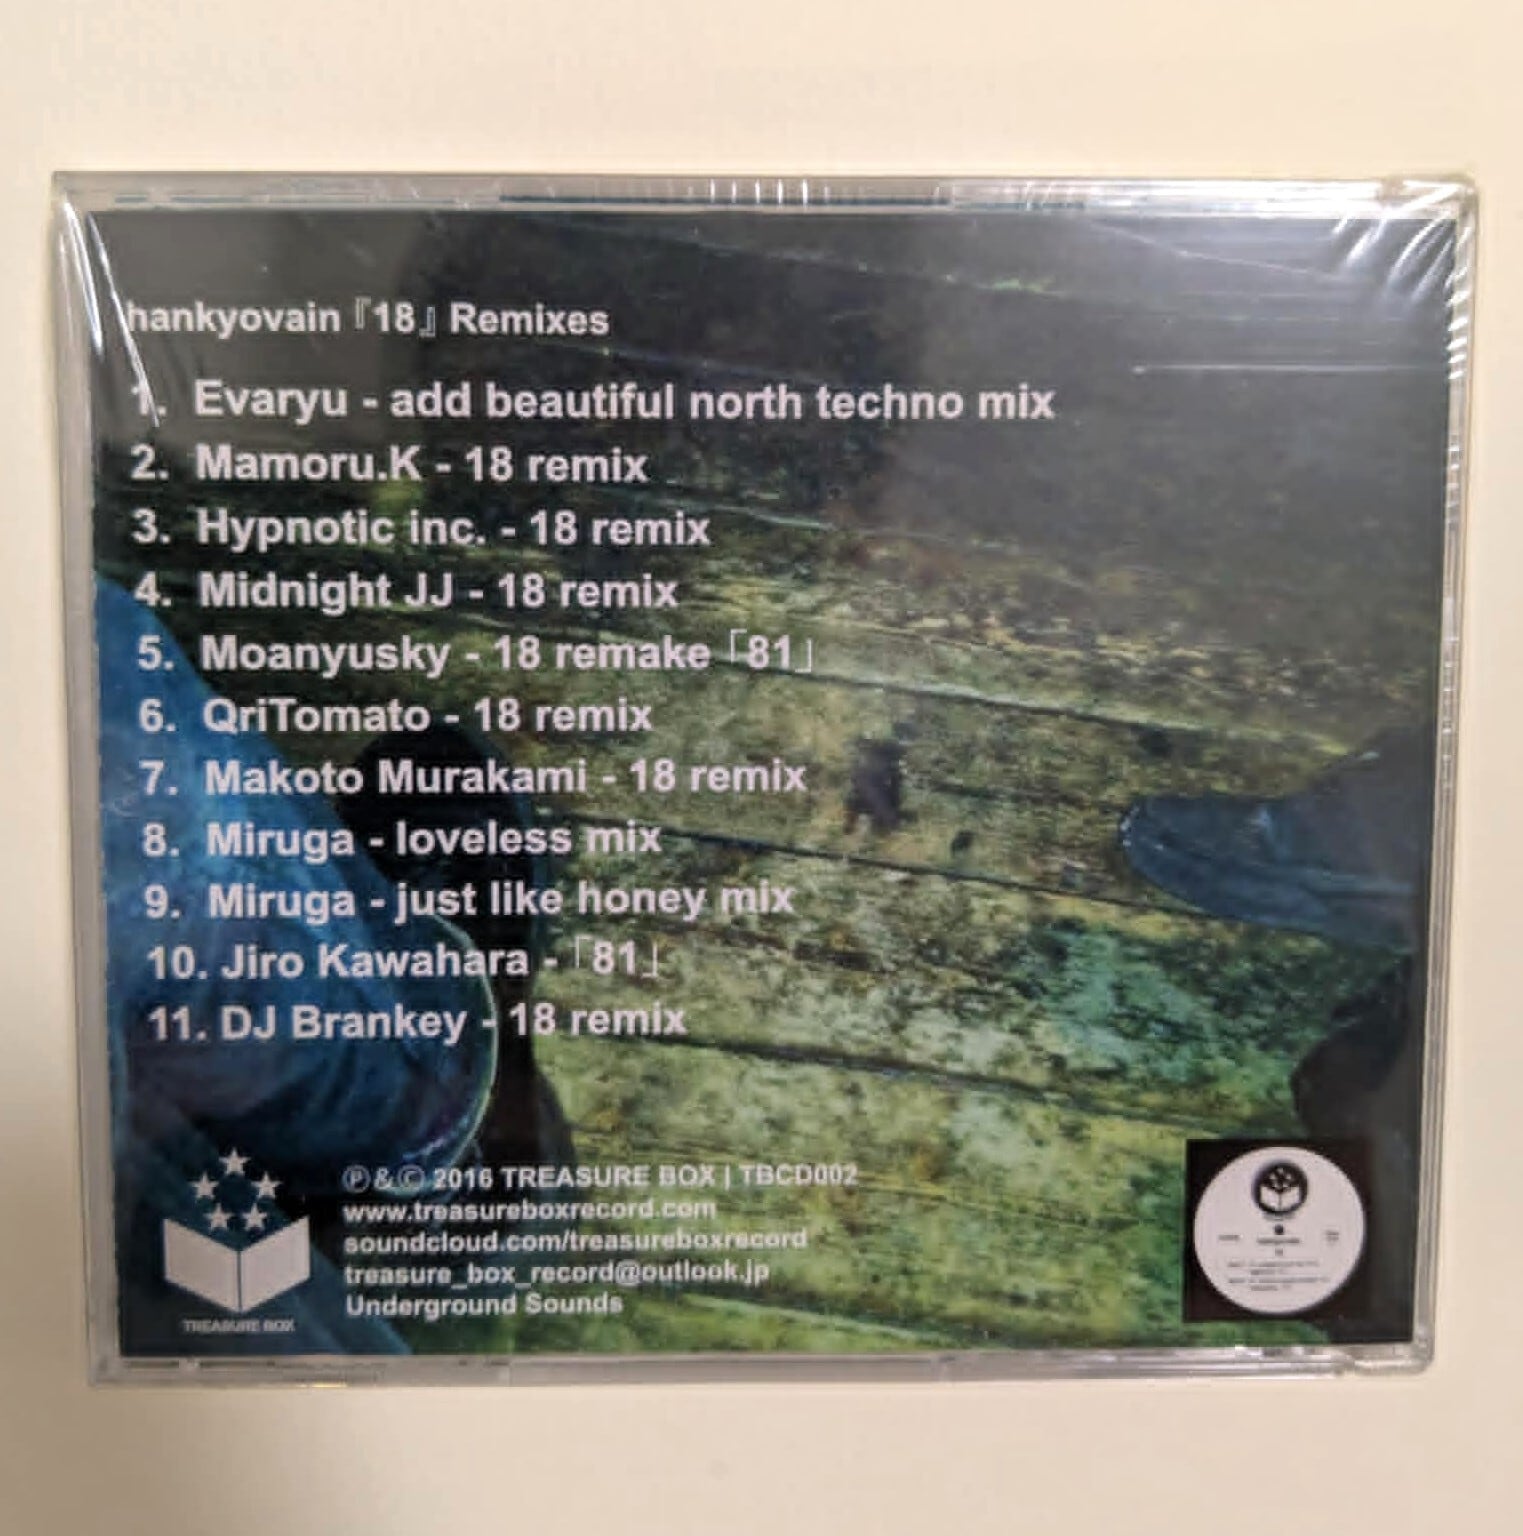 hankyovain『18』Remixes
1. Evaryu - add beautiful north techno mix
2. Mamoru.K - 18 remix
3. Hypnotic inc. - 18 remix
4. Midnight JJ - 18 remix
5. Moanyusky - 18 remake「81」
6. QriTomato - 18 remix
7. Makoto Murakami - 18 remix
8. Miruga - loveless mix
9. Miruga - just like honey mix
10. Jiro Kawahara -「81」
11. DJ Brankey - 18 remix
℗&© 2016 TREASURE BOX | TBCD002
www.treasureboxrecord.com
soundcloud.com/treasureboxrecord
treasure_box_record@outlook.jp
Underground Sounds
TREASURE BOX